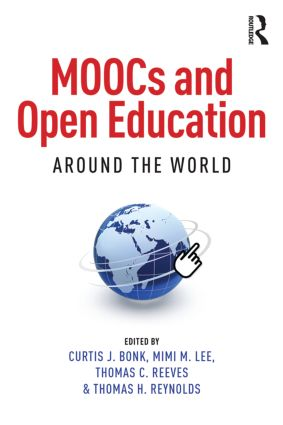 ROUTLEDGE
MOOCs and
Open Education
AROUND THE WORLD
EDITED BY
CURTIS J. BONK, MIMI M. LEE,
THOMAS C. REEVES
& THOMAS H. REYNOLDS